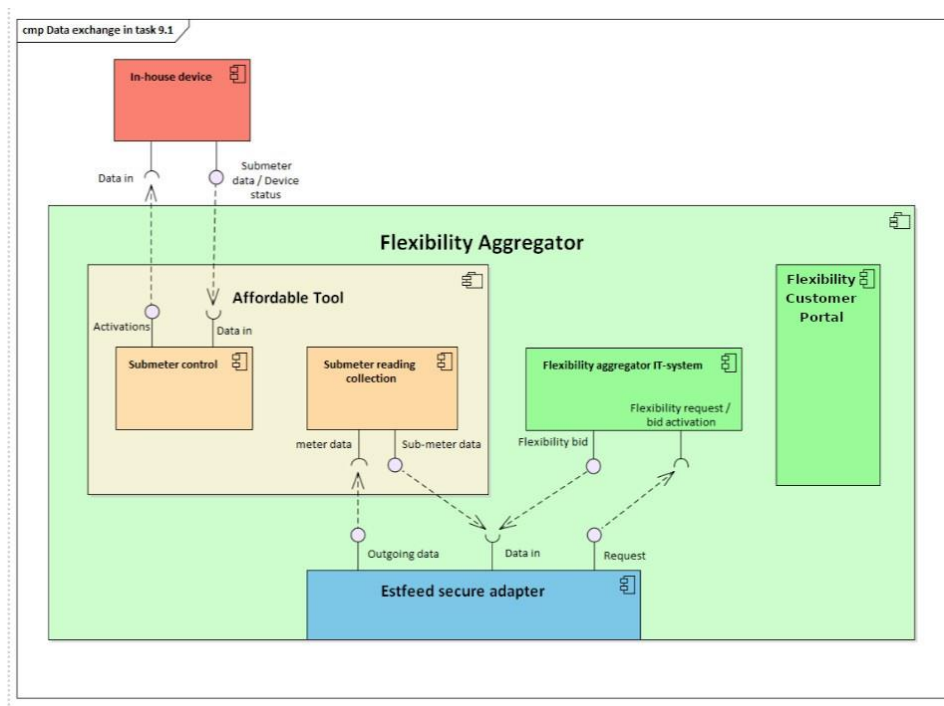 cmp Data exchange in task 9.1
In-house device
Data in
Submeter
data / Device
status
Flexibility Aggregator
Affordable Tool
Flexibility
Customer
Portal
Activations
Data in
Submeter control
Submeter reading
collection
Flexibility aggregator IT-system
Flexibility request /
bid activation
meter data
Sub-meter data
Flexibility bid
Outgoing data
Data in
Request
Estfeed secure adapter